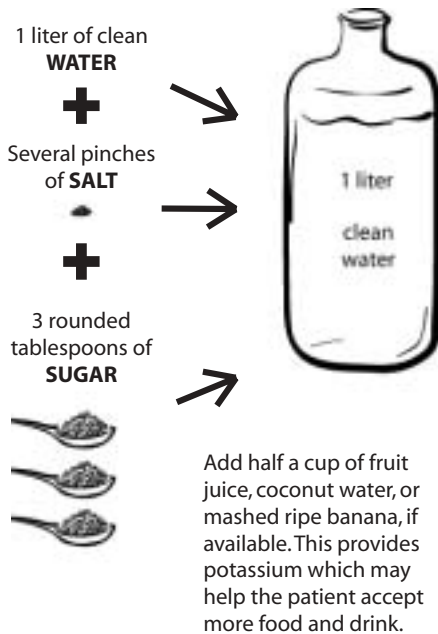 1 liter of clean
WATER
+
Several pinches
of SALT
+
3 rounded
tablespoons of
SUGAR
1 liter
clean
water
Add half a cup of fruit
juice, coconut water, or
mashed ripe banana, if
available. This provides
potassium which may
help the patient accept
more food and drink.